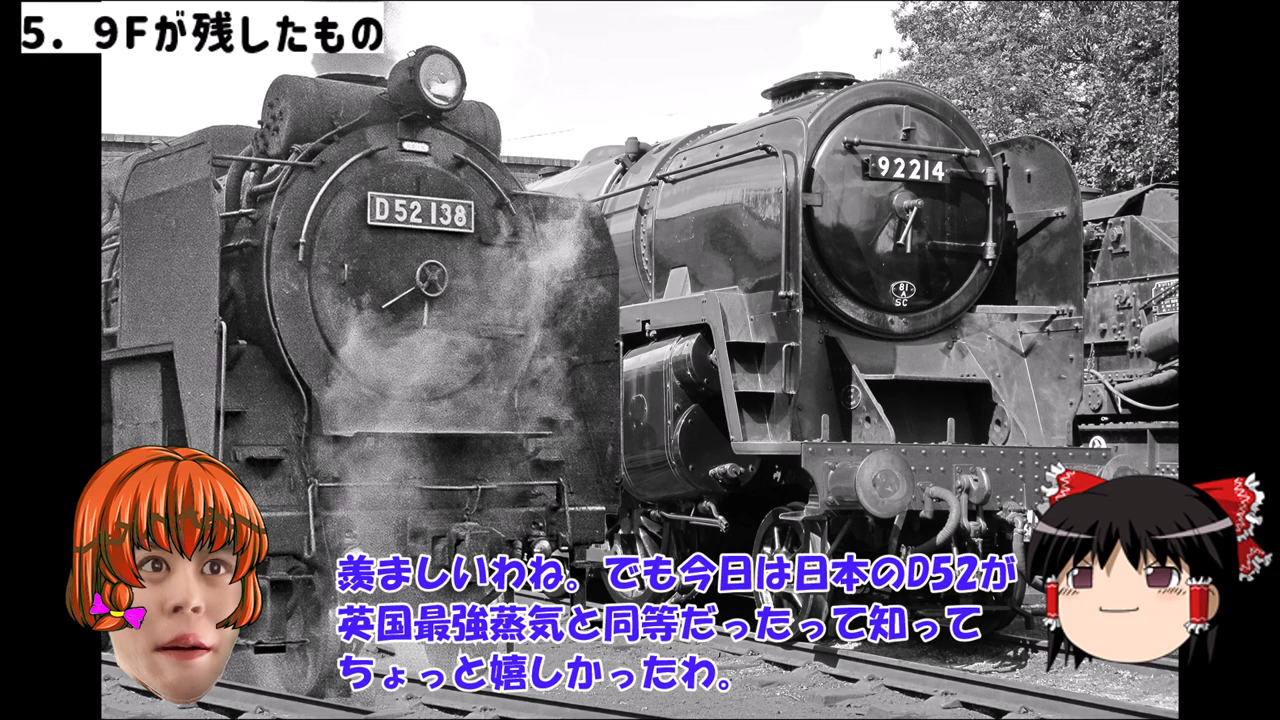 5. 9Fが残したもの
D52 138
92214
81
A
SC
羨ましいわね。でも今日は日本のD52が
英国最強蒸気と同等だったって知って
ちょっと嬉しかったわ。